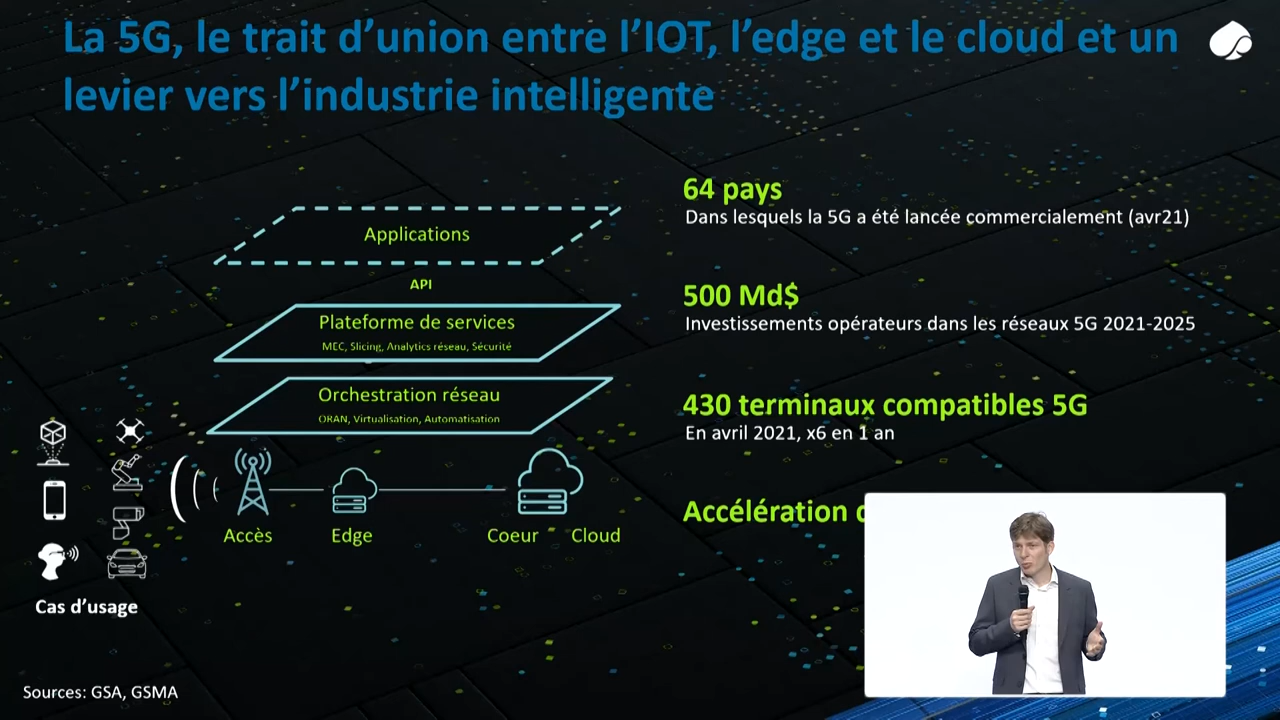 La 5G, le trait d’union entre l’IOT, l’edge et le cloud et un
levier vers l’industrie intelligente
Applications
API
Plateforme de services
MEC, Slicing, Analytics réseau, Sécurité
Orchestration réseau
ORAN, Virtualisation, Automatisation
Accès
Edge
Coeur
Cloud
Cas d’usage
64 pays
Dans lesquels la 5G a été lancée commercialement (avr21)
500 Md$
Investissements opérateurs dans les réseaux 5G 2021-2025
430 terminaux compatibles 5G
En avril 2021, x6 en 1 an
Accélération
Sources: GSA, GSMA